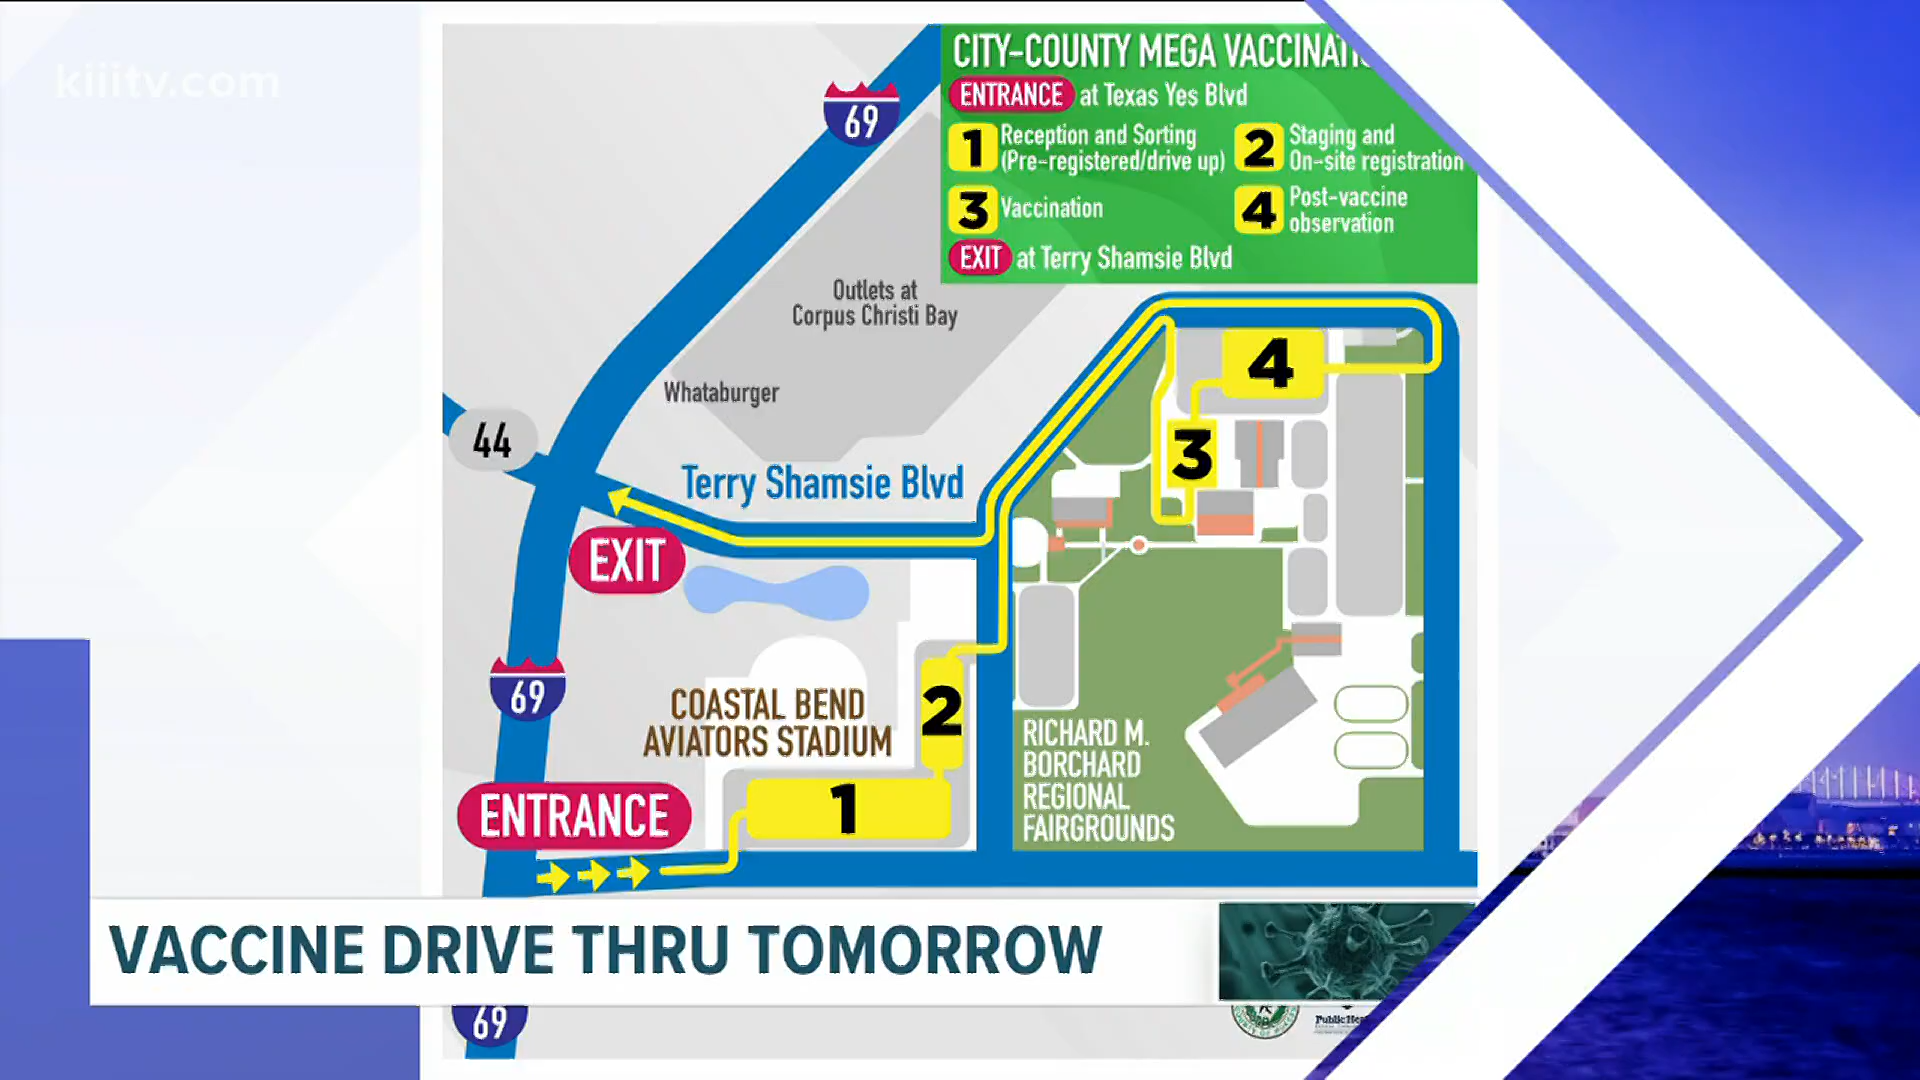 kiiitv.com
CITY-COUNTY MEGA VACCINATI
ENTRANCE at Texas Yes Blvd
1 Reception and Sorting
(Pre-registered/drive up)
2 Staging and
On-site registration
3 Vaccination
4 Post-vaccine
observation
EXIT at Terry Shamsie Blvd
69
Outlets at
Corpus Christi Bay
Whataburger
44
Terry Shamsie Blvd
4
3
EXIT
69
COASTAL BEND
AVIATORS STADIUM
2
RICHARD M.
BORCHARD
REGIONAL
FAIRGROUNDS
ENTRANCE
1
VACCINE DRIVE THRU TOMORROW
69